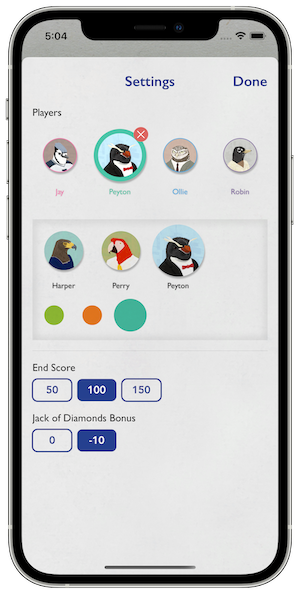 5:04
Settings Done
Players
Jay Peyton Ollie Robin
Harper Perry Peyton
End Score
50 100 150
Jack of Diamonds Bonus
0 -10